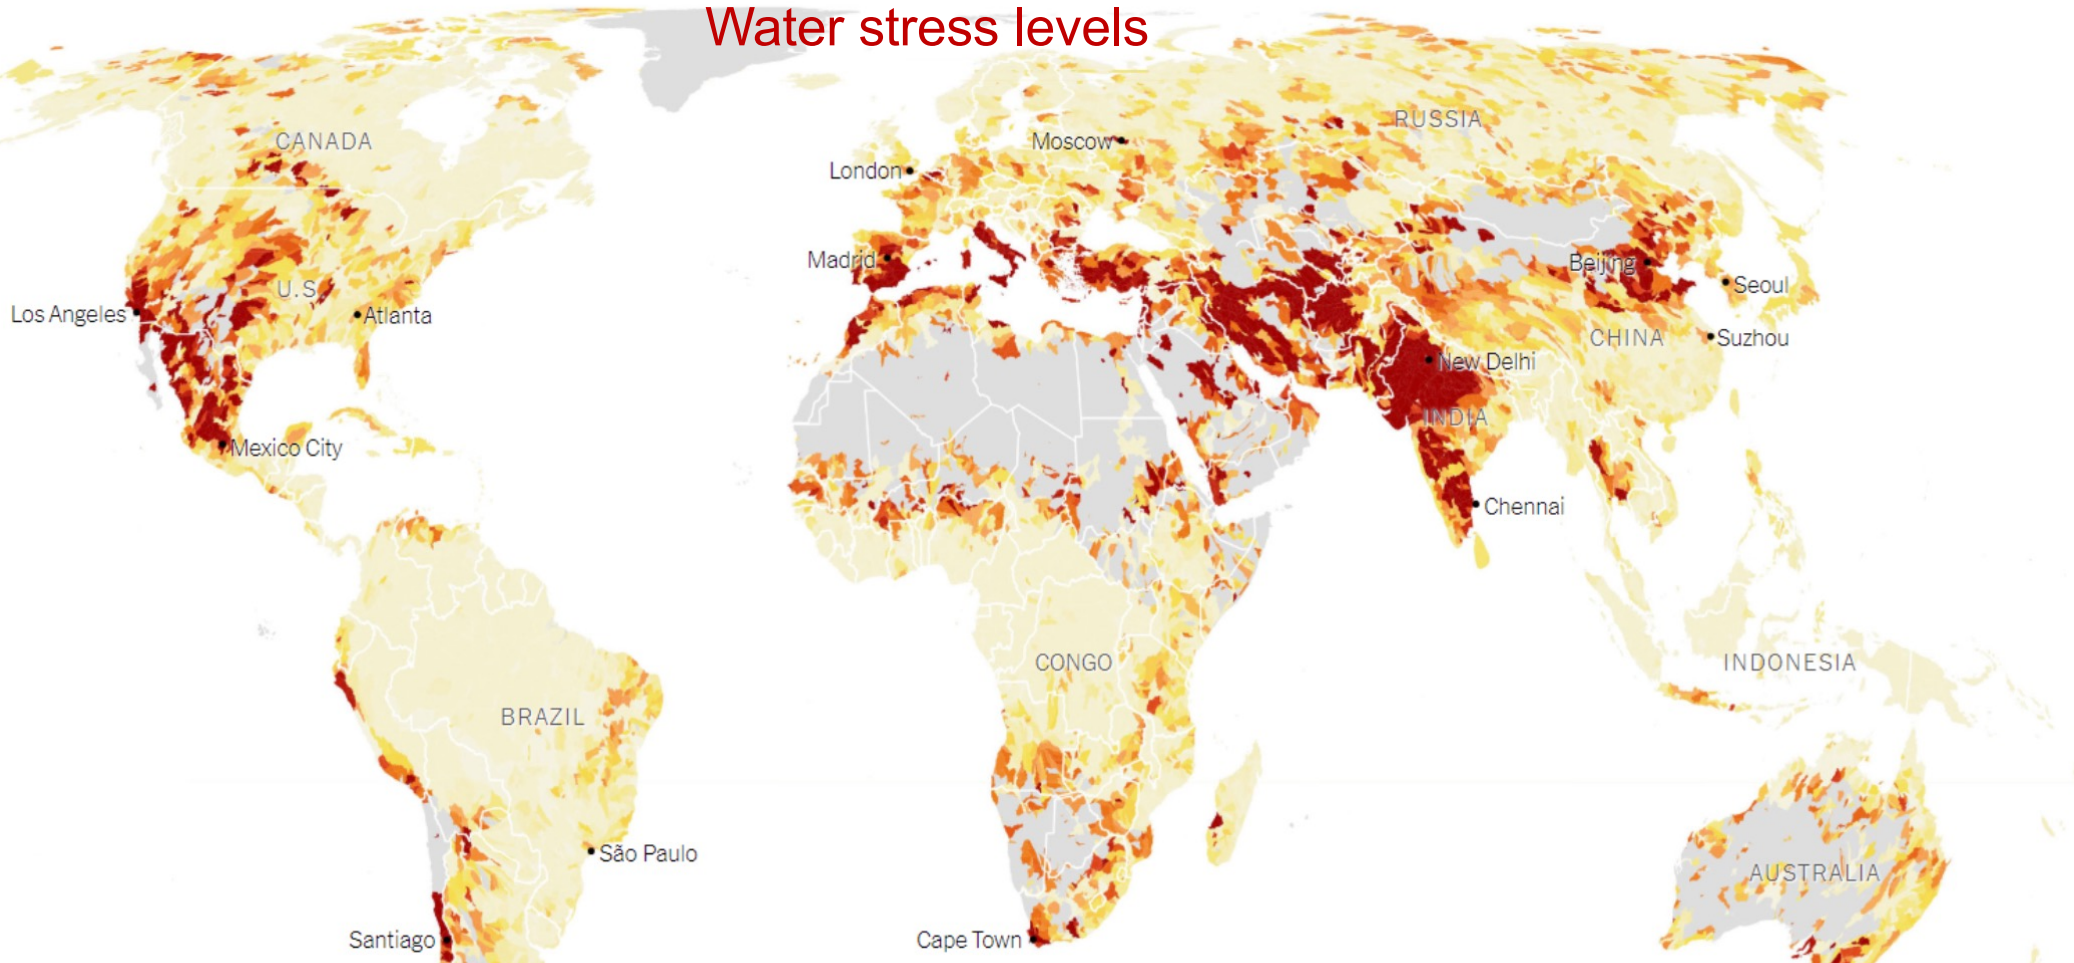 Water stress levels
CANADA
RUSSIA
Moscow
London
Madrid
Beijing
U.S.
Seoul
Los Angeles
Atlanta
CHINA
Suzhou
New Delhi
INDIA
Mexico City
Chennai
CONGO
INDONESIA
BRAZIL
São Paulo
AUSTRALIA
Santiago
Cape Town